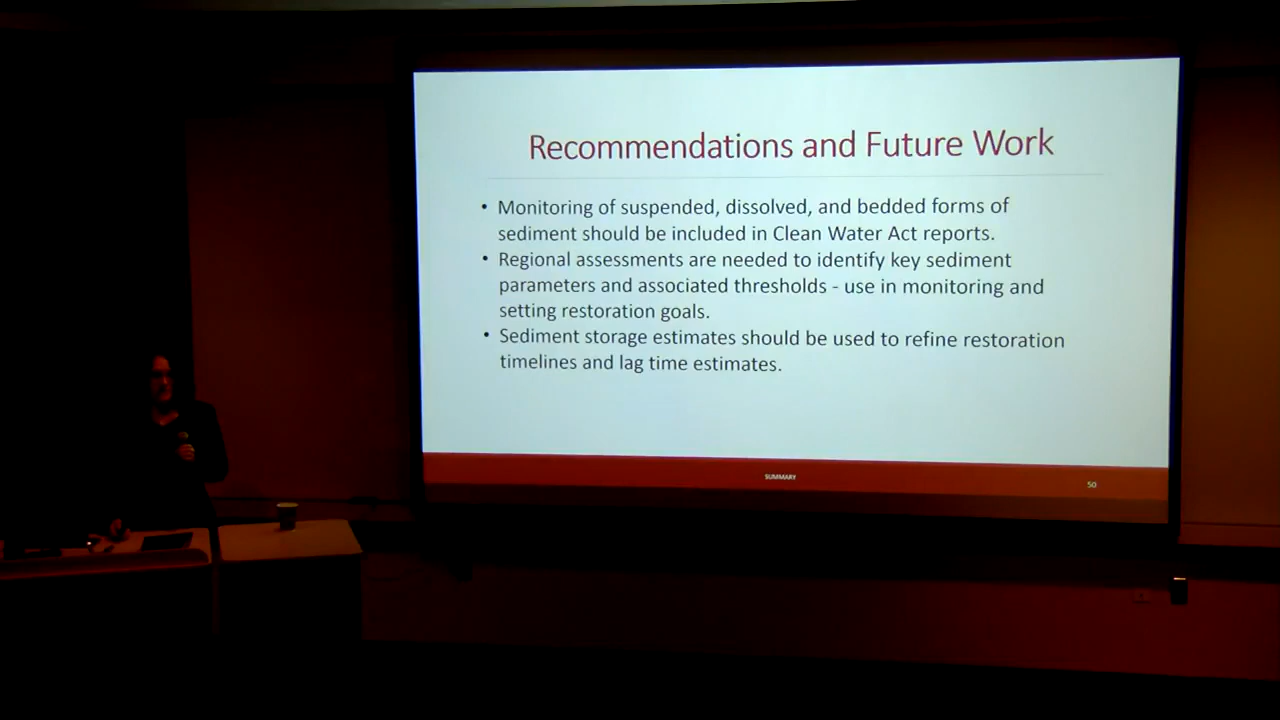 Recommendations and Future Work
• Monitoring of suspended, dissolved, and bedded forms of
sediment should be included in Clean Water Act reports.
• Regional assessments are needed to identify key sediment
parameters and associated thresholds - use in monitoring and
setting restoration goals.
• Sediment storage estimates should be used to refine restoration
timelines and lag time estimates.
SUMMARY
50